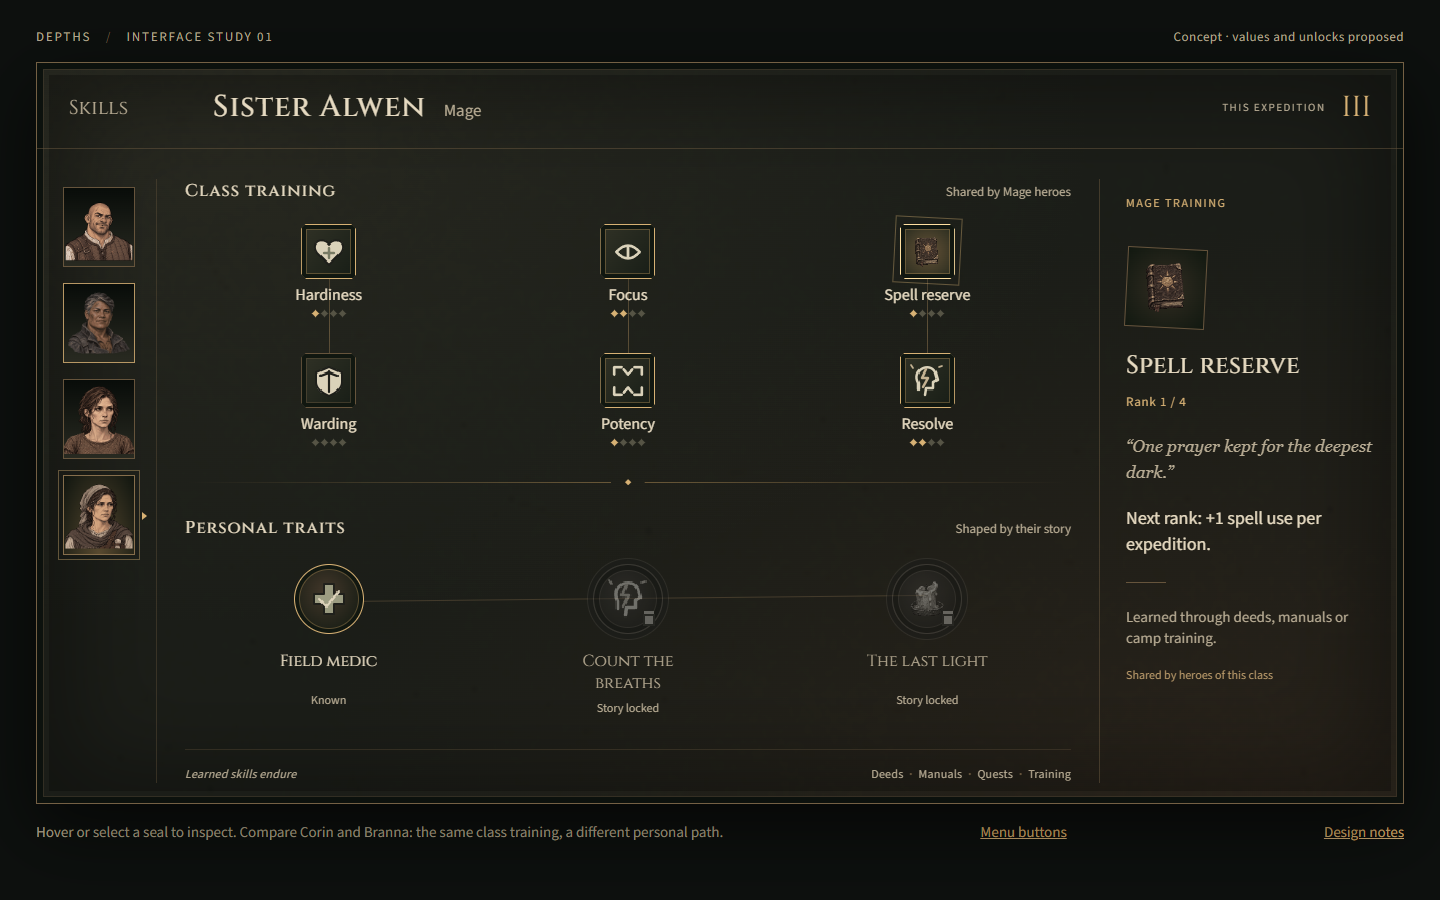 DEPTHS / INTERFACE STUDY 01
Concept · values and unlocks proposed
Skills
Sister Alwen
Mage
THIS EXPEDITION
III
Class training
Shared by Mage heroes
Hardiness
Focus
Spell reserve
Warding
Potency
Resolve
Personal traits
Shaped by their story
Field medic
Known
Count the
breaths
Story locked
The last light
Story locked
Learned skills endure
Deeds · Manuals · Quests · Training
MAGE TRAINING
Spell reserve
Rank 1 / 4
“One prayer kept for the deepest
dark.”
Next rank: +1 spell use per
expedition.
Learned through deeds, manuals or
camp training.
Shared by heroes of this class
Hover or select a seal to inspect. Compare Corin and Branna: the same class training, a different personal path.
Menu buttons
Design notes